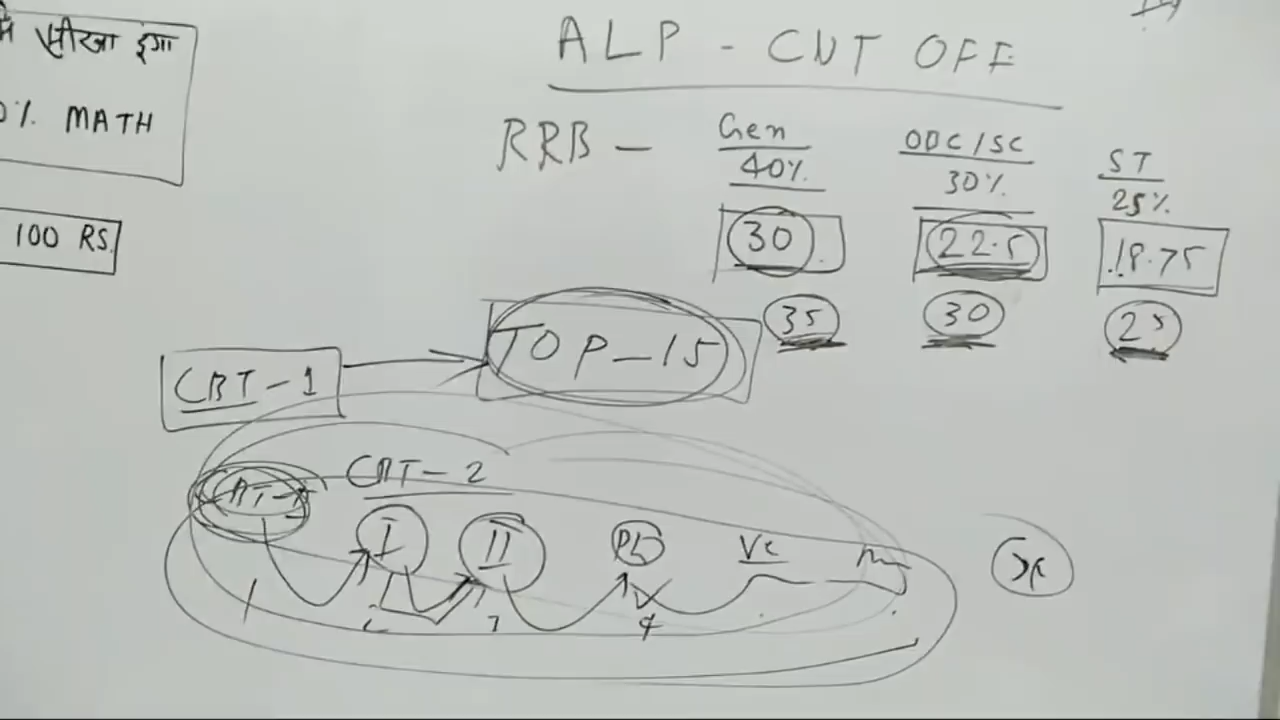 सीखा
0% MATH
100 RS.
ALP - CUT OFF
RRB - Gen OBC/SC ST
40% 30% 25%
30 22.5 18.75
35 30 25
CBT-1 TOP-15
CBT-2
I II